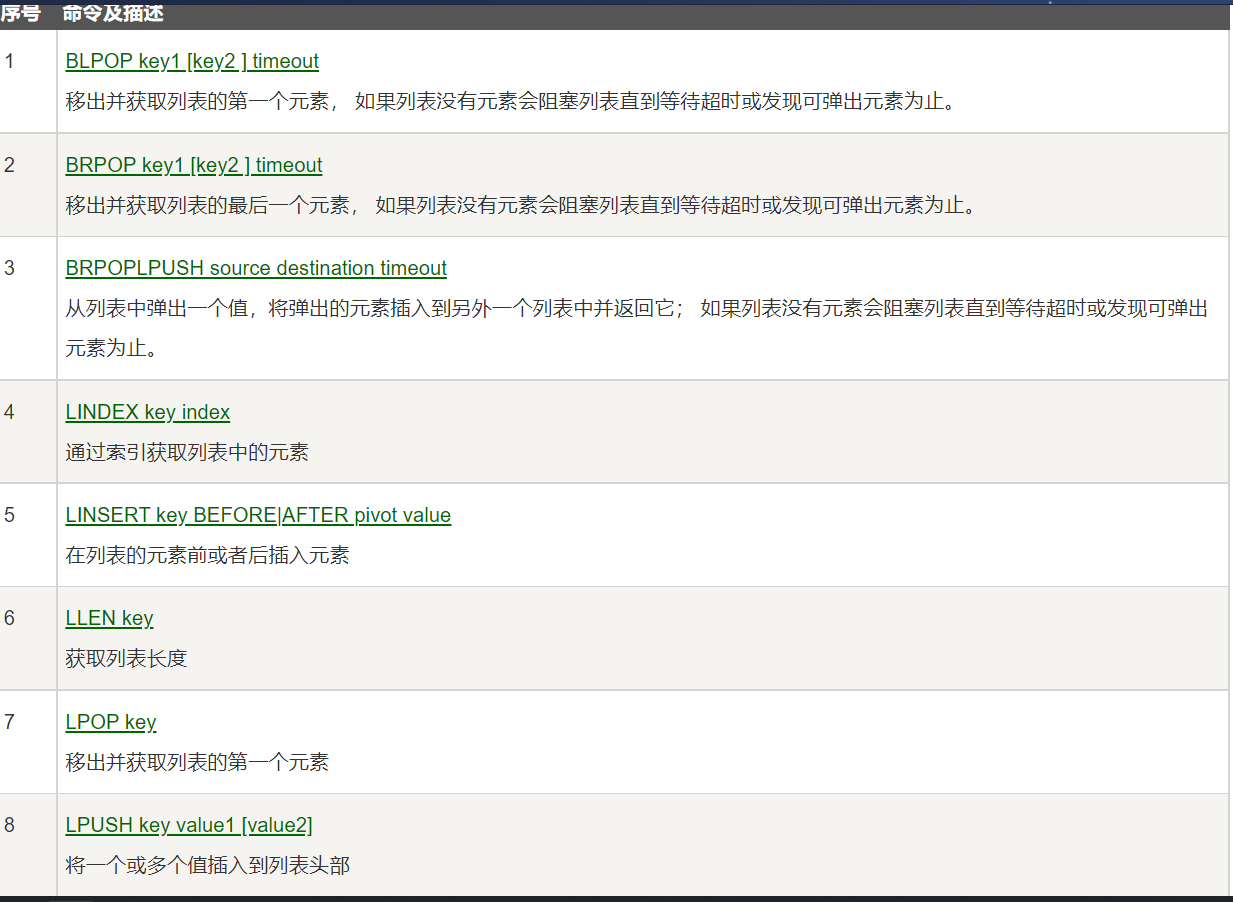 序号 命令及描述
1 BLPOP key1 [key2 ] timeout
移出并获取列表的第一个元素， 如果列表没有元素会阻塞列表直到等待超时或发现可弹出元素为止。
2 BRPOP key1 [key2 ] timeout
移出并获取列表的最后一个元素， 如果列表没有元素会阻塞列表直到等待超时或发现可弹出元素为止。
3 BRPOPLPUSH source destination timeout
从列表中弹出一个值，将弹出的元素插入到另外一个列表中并返回它； 如果列表没有元素会阻塞列表直到等待超时或发现可弹出
元素为止。
4 LINDEX key index
通过索引获取列表中的元素
5 LINSERT key BEFORE|AFTER pivot value
在列表的元素前或者后插入元素
6 LLEN key
获取列表长度
7 LPOP key
移出并获取列表的第一个元素
8 LPUSH key value1 [value2]
将一个或多个值插入到列表头部